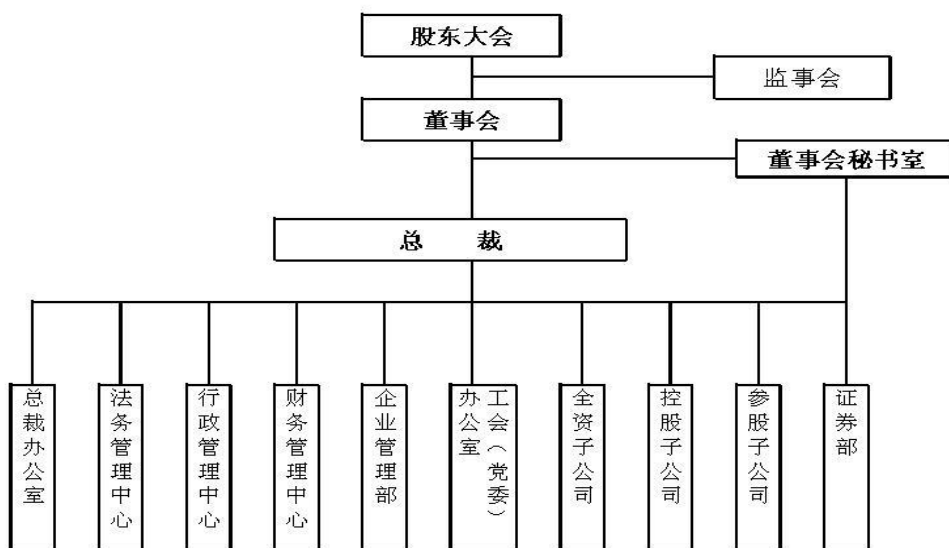 股东大会
监事会
董事会
董事会秘书室
总 裁
总裁办公室
法务管理中心
行政管理中心
财务管理中心
企业管理部
工会（党委）
办公室
全资子公司
控股子公司
参股子公司
证券部